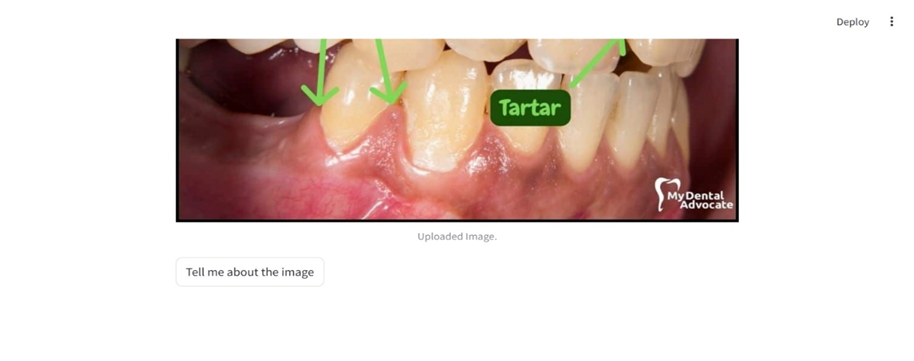 Deploy
Tartar
My Dental
Advocate
Uploaded Image.
Tell me about the image